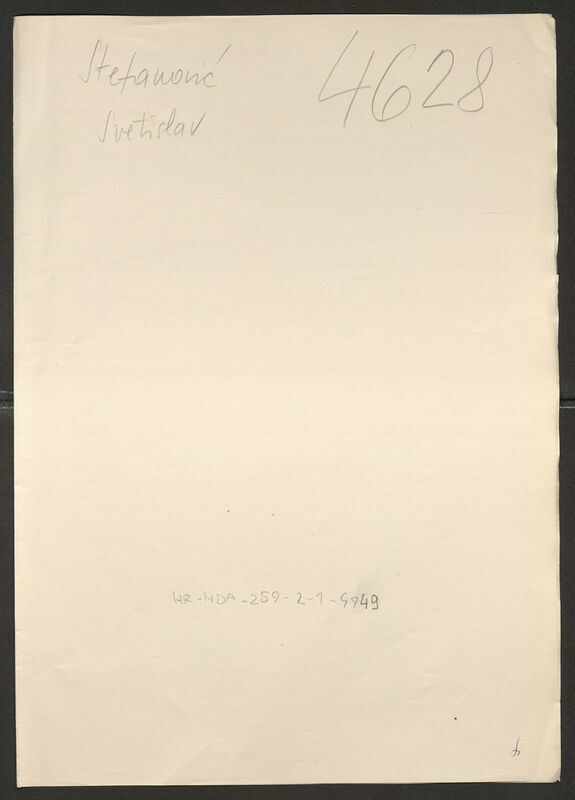 Stefanović
4628
Svetislav
HR-HDA-259-2-1-4949